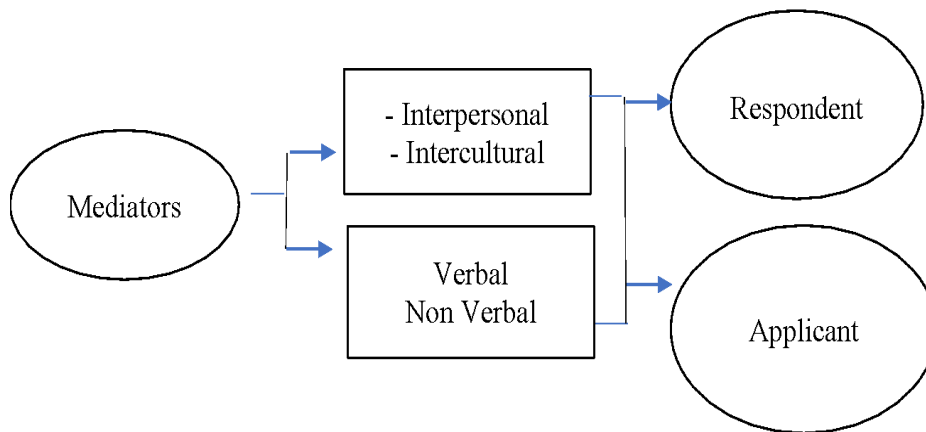 Mediators
- Interpersonal
- Intercultural
Verbal
Non Verbal
Respondent
Applicant